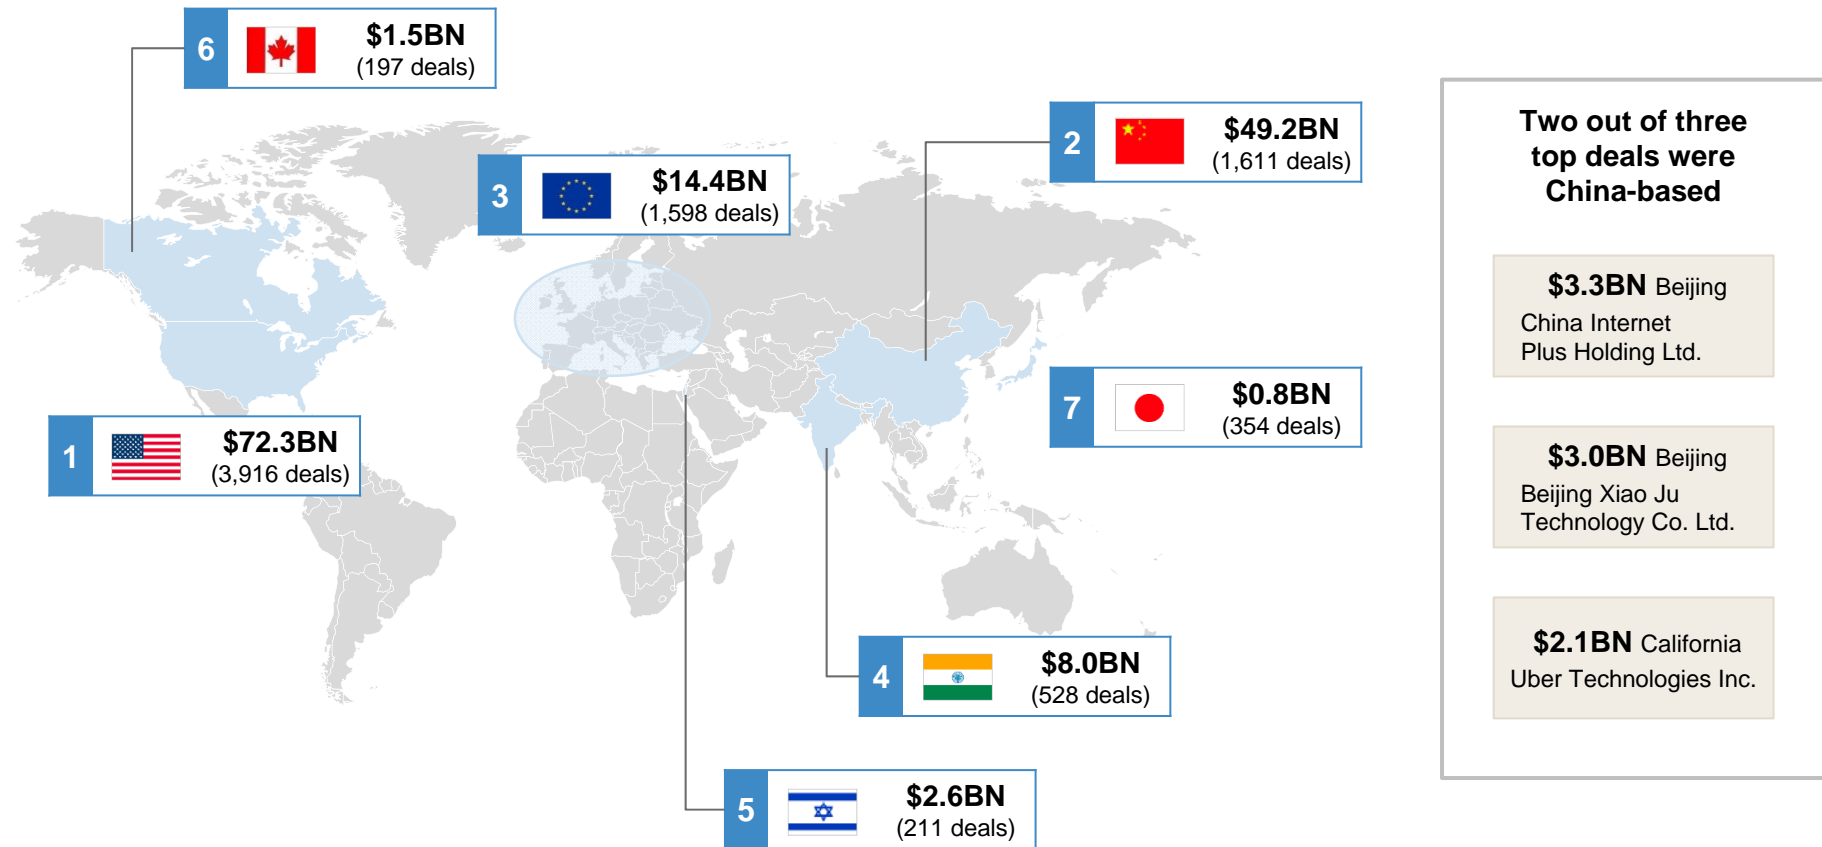 6
$1.5BN
(197 deals)
2
$49.2BN
(1,611 deals)
3
$14.4BN
(1,598 deals)
7
$0.8BN
(354 deals)
1
$72.3BN
(3,916 deals)
4
$8.0BN
(528 deals)
5
$2.6BN
(211 deals)
Two out of three
top deals were
China-based
$3.3BN Beijing
China Internet
Plus Holding Ltd.
$3.0BN Beijing
Beijing Xiao Ju
Technology Co. Ltd.
$2.1BN California
Uber Technologies Inc.